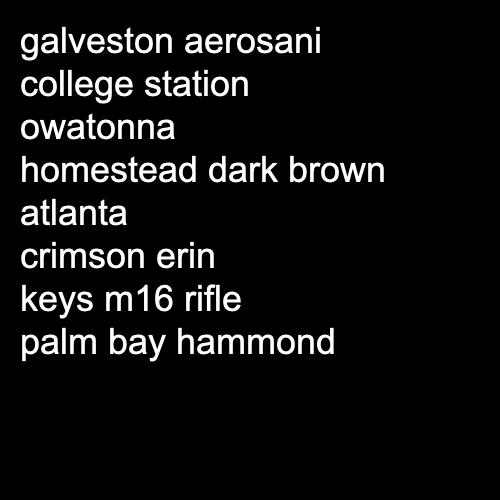 galveston aerosani
college station
owatonna
homestead dark brown
atlanta
crimson erin
keys m16 rifle
palm bay hammond